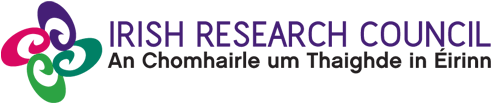 IRISH RESEARCH COUNCIL
An Chomhairle um Thaighde in Éirinn